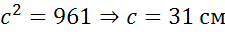 c² = 961 ⇒ c = 31 см